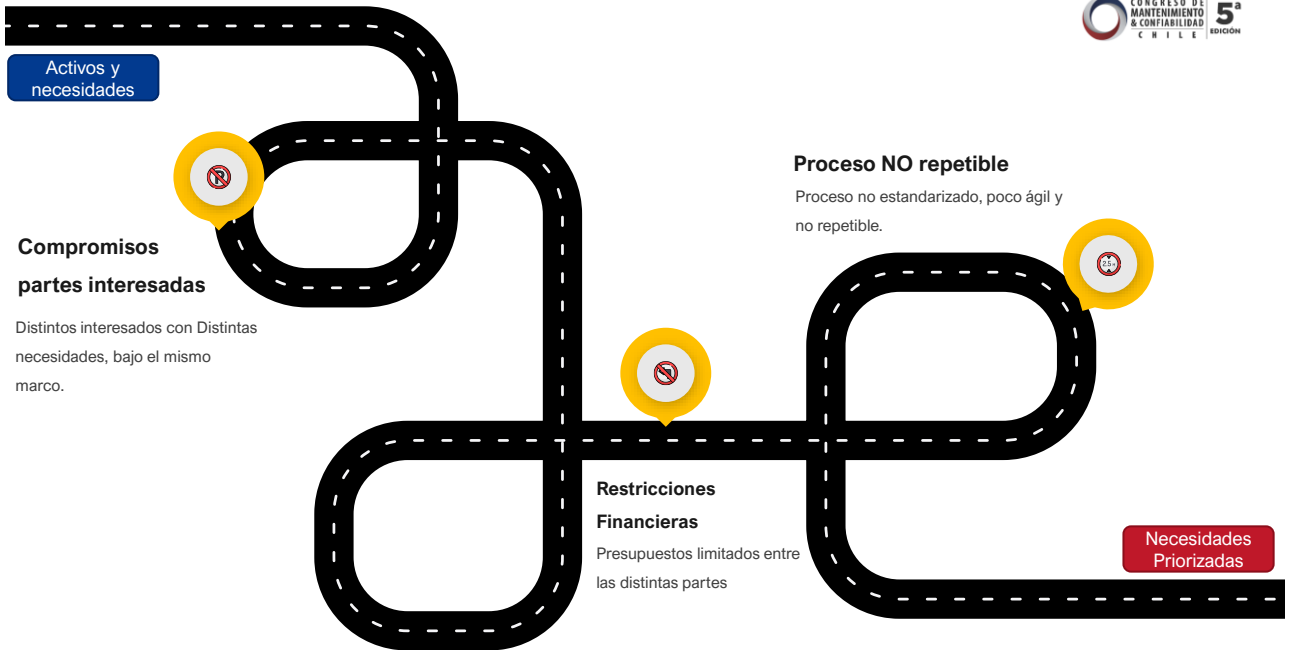 CONGRESO DE
MANTENIMIENTO
& CONFIABILIDAD
CHILE
5ª
EDICIÓN
Activos y
necesidades
Proceso NO repetible
Proceso no estandarizado, poco ágil y
no repetible.
Compromisos
partes interesadas
Distintos interesados con Distintas
necesidades, bajo el mismo
marco.
Restricciones
Financieras
Presupuestos limitados entre
las distintas partes
Necesidades
Priorizadas